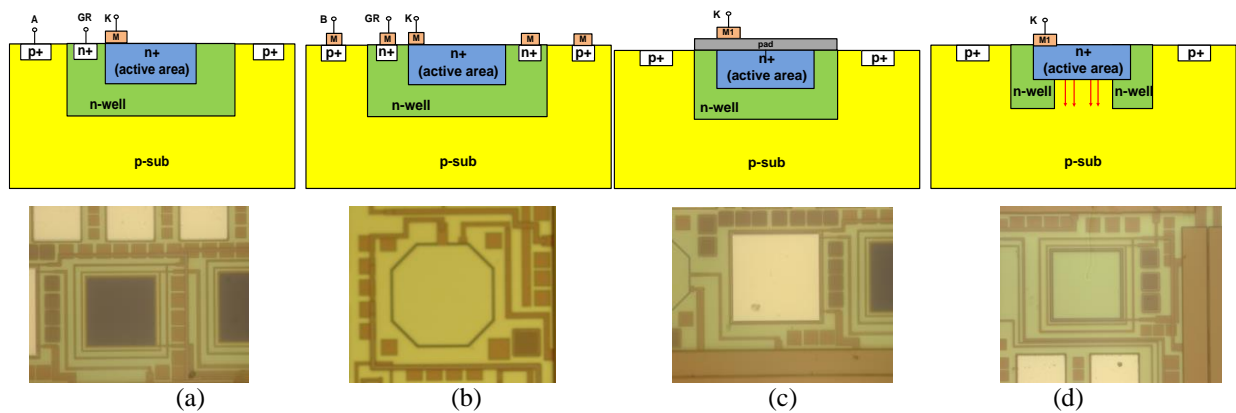 A GR K
M
p+ n+ n+ p+
(active area)
n-well
p-sub
B GR K
M M M M M
p+ n+ n+ n+ p+
(active area)
n-well
p-sub
K
M1
pad
p+ n+ p+
(active area)
n-well
p-sub
K
M1
p+ n+ p+
(active area)
n-well n-well
p-sub
(a) (b) (c) (d)